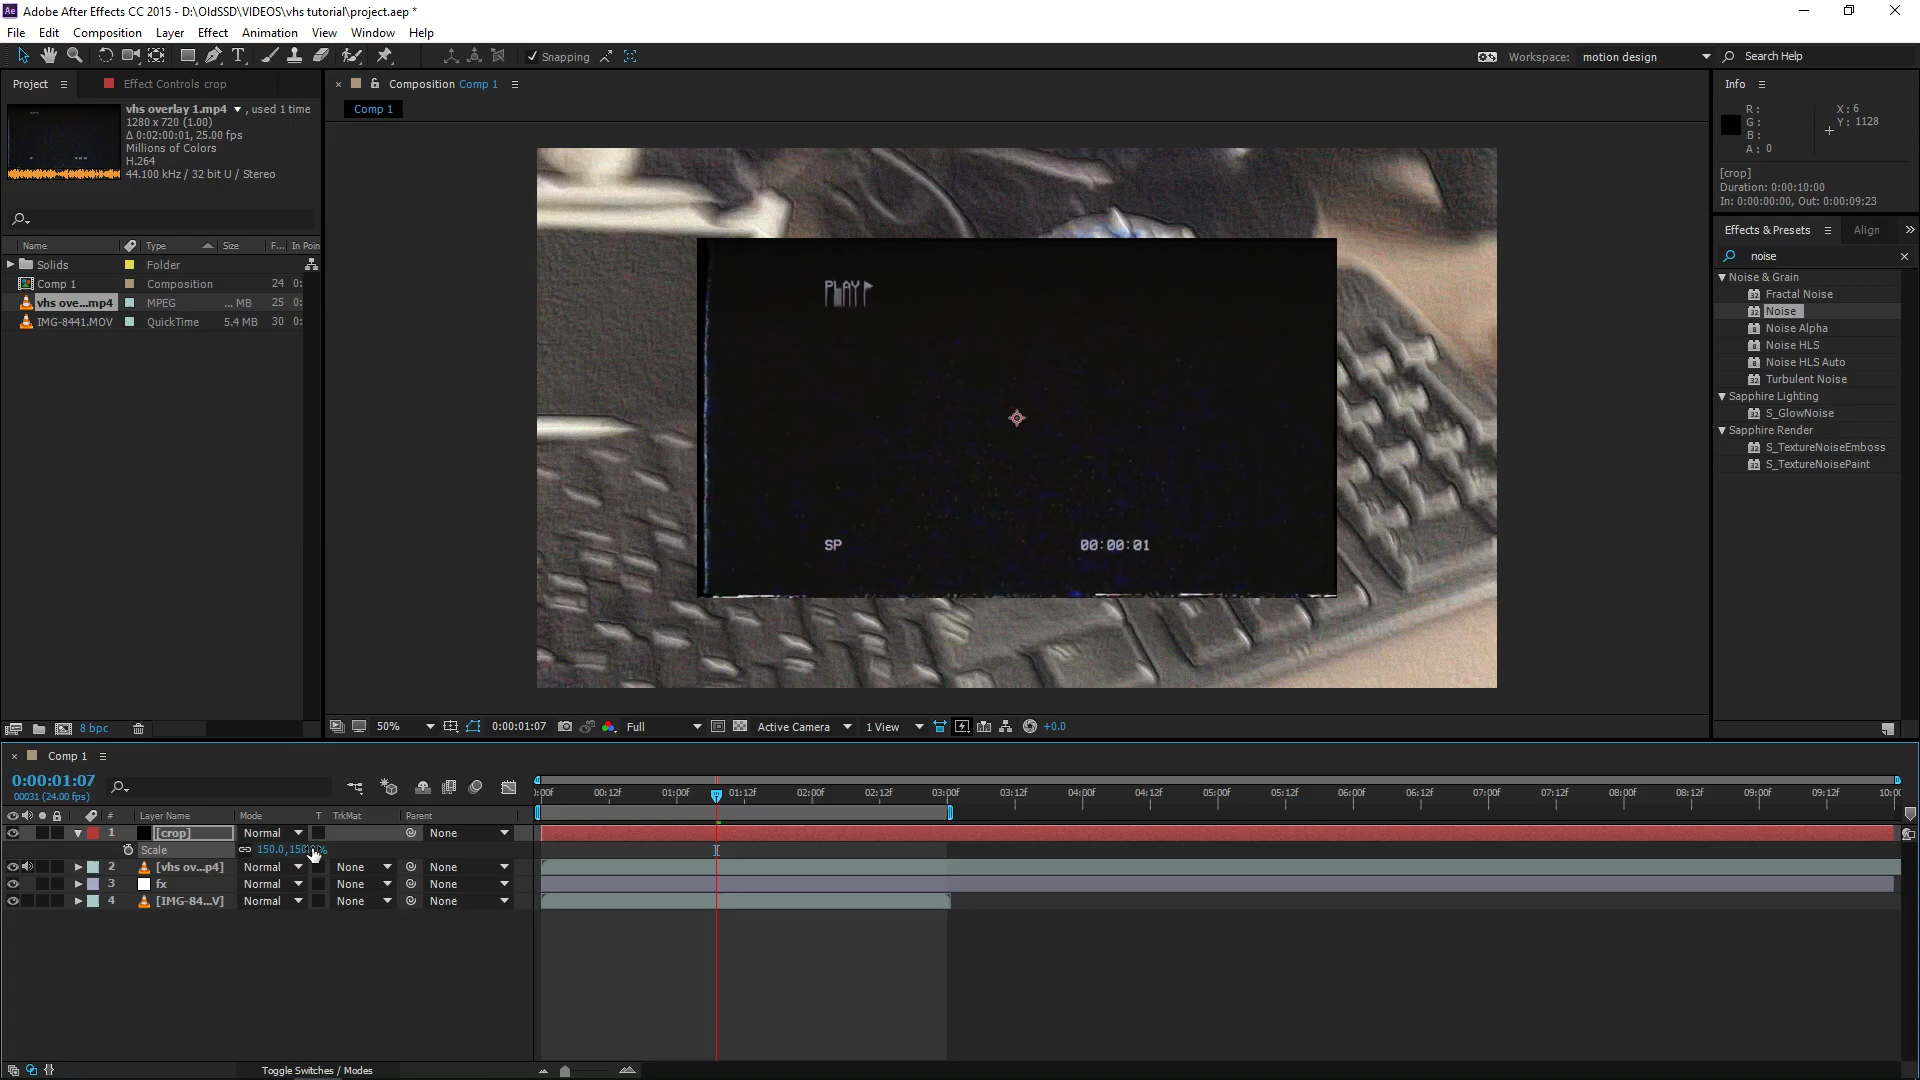 Adobe After Effects CC 2015 - D:\OldSSD\VIDEOS\vhs tutorial\project.aep *
File Edit Composition Layer Effect Animation View Window Help
Snapping
Workspace: motion design
Search Help
Project
Effect Controls crop
vhs overlay 1.mp4 , used 1 time
1280 x 720 (1.00)
Δ 0:02:00:01, 25.00 fps
Millions of Colors
H.264
44.100 kHz / 32 bit U / Stereo
Name Type Size F... In Poin
Solids Folder
Comp 1 Composition 24 0:
vhs ove...mp4 MPEG ... MB 25 0:
IMG-8441.MOV QuickTime 5.4 MB 30 0:
8 bpc
Composition Comp 1
Comp 1
PLAY
SP
00:00:01
50% 0:00:01:07 Full Active Camera 1 View +0.0
Info
R: X: 6
G: Y: 1128
B:
A: 0
[crop]
Duration: 0:00:10:00
In: 0:00:00:00, Out: 0:00:09:23
Effects & Presets
Align
noise
Noise & Grain
Fractal Noise
Noise
Noise Alpha
Noise HLS
Noise HLS Auto
Turbulent Noise
Sapphire Lighting
S_GlowNoise
Sapphire Render
S_TextureNoiseEmboss
S_TextureNoisePaint
Comp 1
0:00:01:07
00031 (24.00 fps)
:00f 00:12f 01:00f 01:12f 02:00f 02:12f 03:00f 03:12f 04:00f 04:12f 05:00f 05:12f 06:00f 06:12f 07:00f 07:12f 08:00f 08:12f 09:00f 09:12f 10:00
# Layer Name Mode T TrkMat Parent
1 [crop] Normal None
Scale
2 [vhs ov...p4] Normal None None
3 fx Normal None None
4 [IMG-84...V] Normal None None
Toggle Switches / Modes